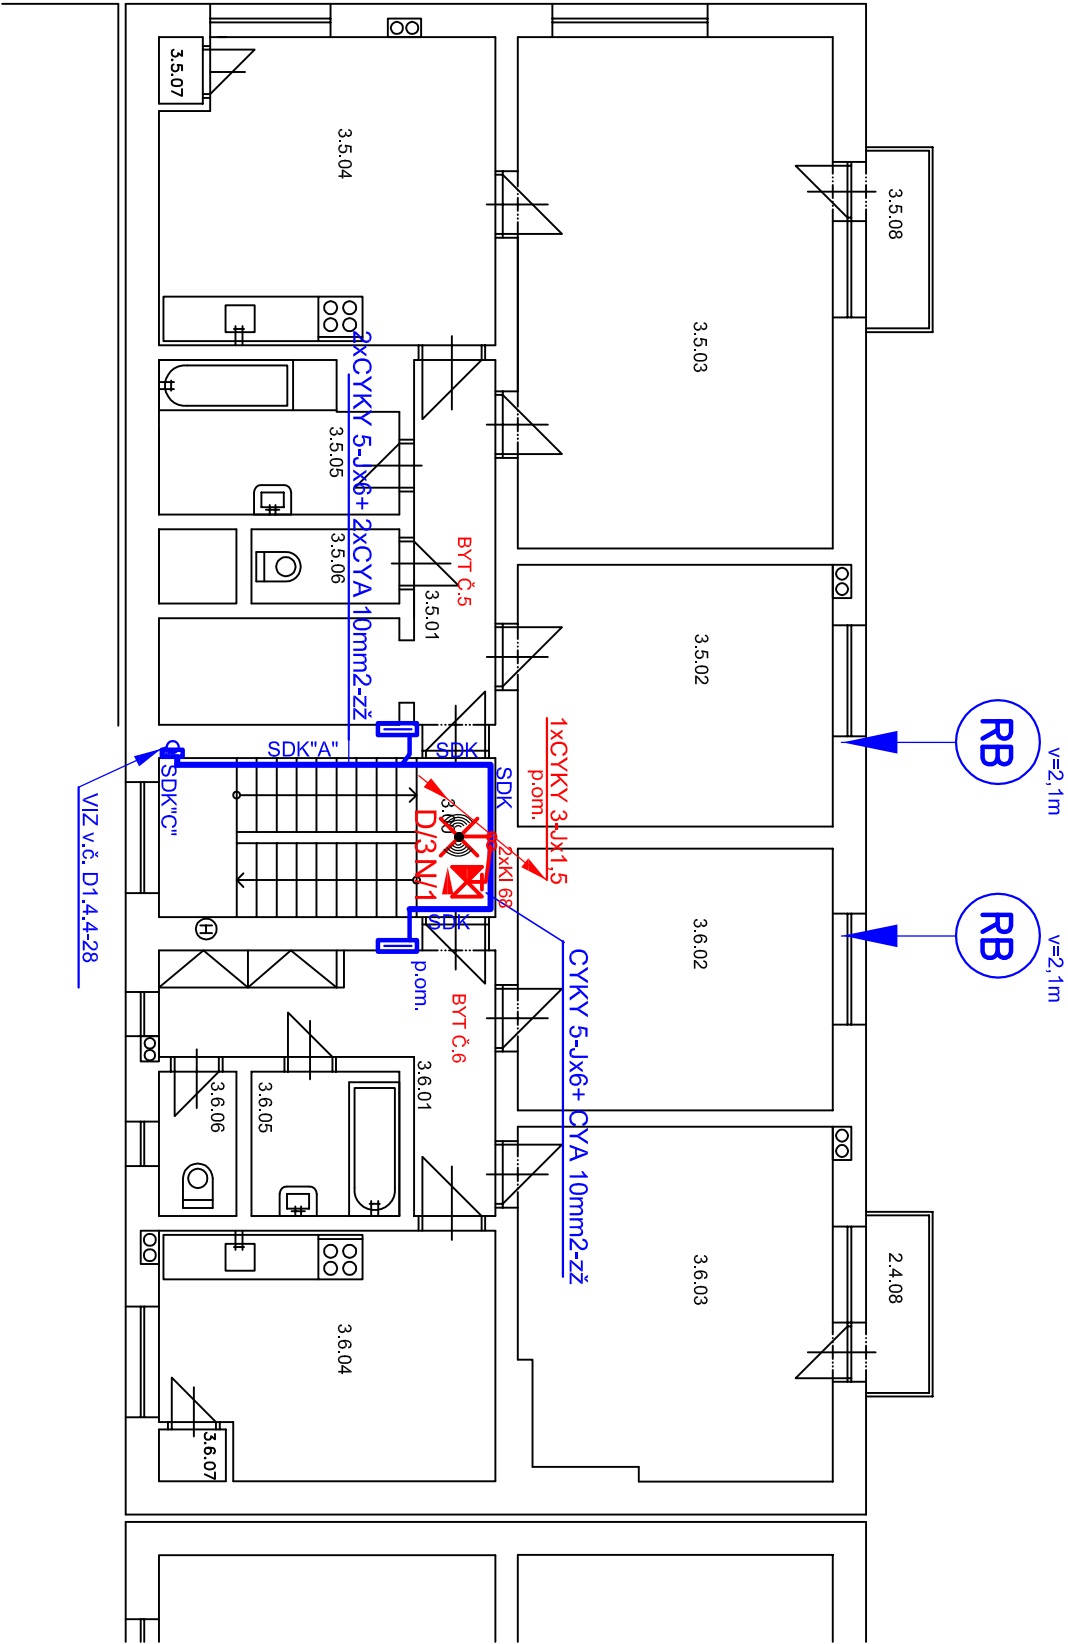 3.5.07
3.5.04
3.5.08
3.5.03
2xCYKY 5-Jx6+ 2xCYA 10mm2-zž
3.5.05
3.5.06
BYT Č.5
3.5.01
3.5.02
RB
v=2,1m
SDK"A"
SDK
SDK
SDK"C"
1xCYKY 3-Jx1,5
p.om.
D/3
N/1
2xKI 68
VIZ v.č. D1.4.4-28
H
SDK
p.om.
BYT Č.6
CYKY 5-Jx6+ CYA 10mm2-zž
3.6.02
RB
v=2,1m
3.6.01
3.6.06
3.6.05
3.6.03
2.4.08
3.6.04
3.6.07